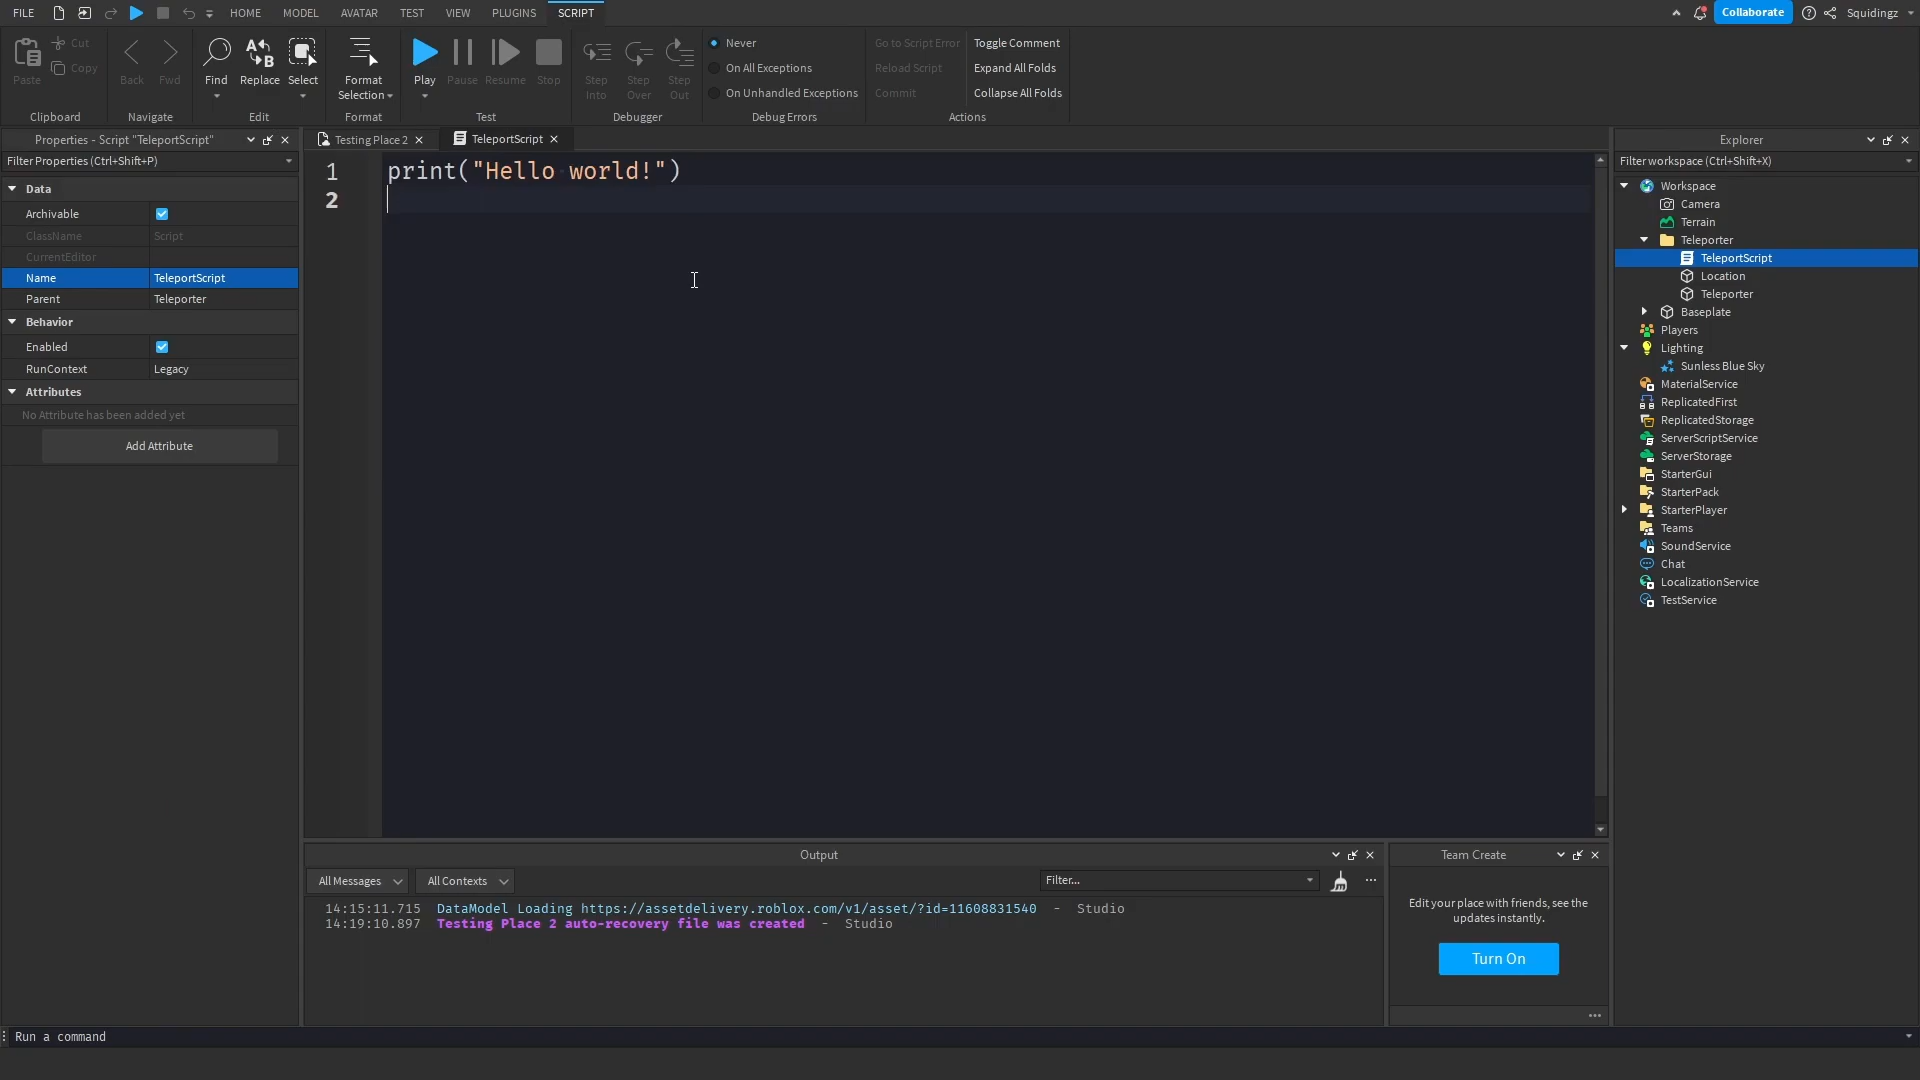 FILE
HOME
MODEL
AVATAR
TEST
VIEW
PLUGINS
SCRIPT
Collaborate
Squidingz
Paste
Cut
Copy
Clipboard
Back
Fwd
Navigate
Find
Replace
Select
Edit
Format
Selection
Format
Play
Pause
Resume
Stop
Test
Step
Into
Step
Over
Step
Out
Debugger
Never
On All Exceptions
On Unhandled Exceptions
Debug Errors
Go to Script Error
Reload Script
Commit
Toggle Comment
Expand All Folds
Collapse All Folds
Actions
Properties - Script "TeleportScript"
Filter Properties (Ctrl+Shift+P)
Data
Archivable
ClassName Script
CurrentEditor
Name TeleportScript
Parent Teleporter
Behavior
Enabled
RunContext Legacy
Attributes
No Attribute has been added yet
Add Attribute
Testing Place 2
TeleportScript
1 print("Hello world!")
2
Output
All Messages
All Contexts
Filter...
14:15:11.715 DataModel Loading https://assetdelivery.roblox.com/v1/asset/?id=11608831540 - Studio
14:19:10.897 Testing Place 2 auto-recovery file was created - Studio
Team Create
Edit your place with friends, see the
updates instantly.
Turn On
Explorer
Filter workspace (Ctrl+Shift+X)
Workspace
Camera
Terrain
Teleporter
TeleportScript
Location
Teleporter
Baseplate
Players
Lighting
Sunless Blue Sky
MaterialService
ReplicatedFirst
ReplicatedStorage
ServerScriptService
ServerStorage
StarterGui
StarterPack
StarterPlayer
Teams
SoundService
Chat
LocalizationService
TestService
Run a command